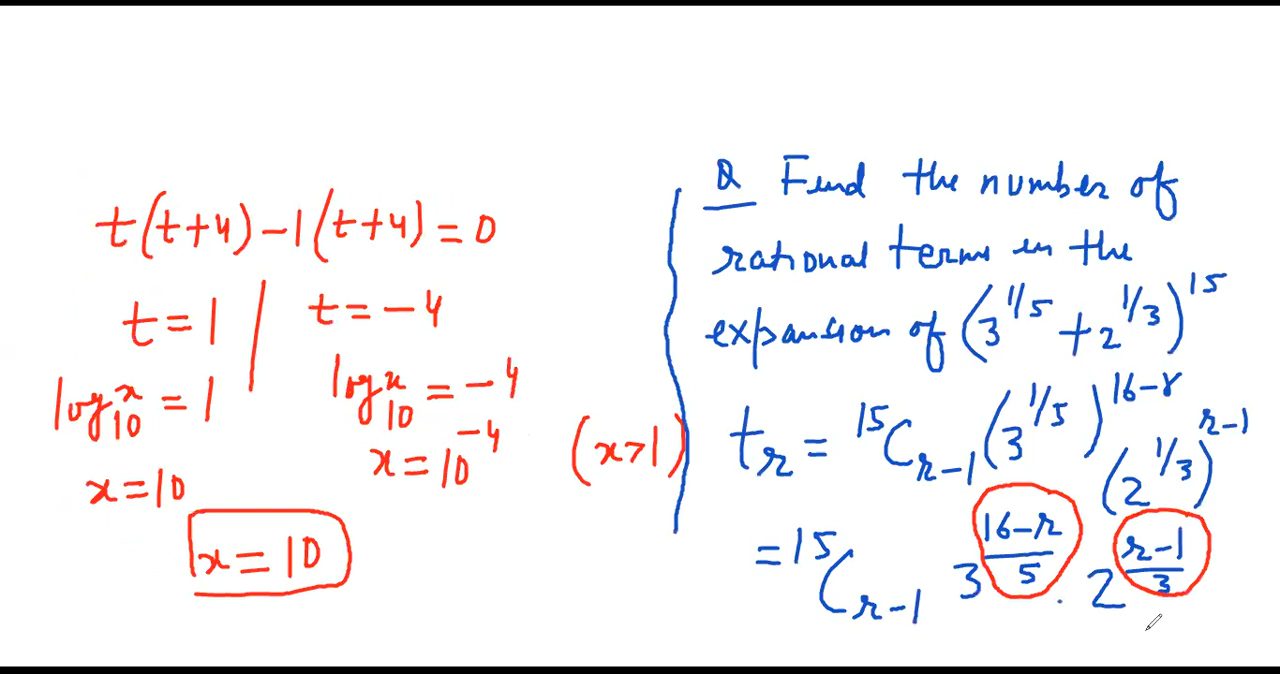 t(t+4)-1(t+4)=0
t=1 | t=-4
log₁₀ˣ = 1
log₁₀ˣ = -4
x=10
x=10⁻⁴
(x>1)
x=10
Q Find the number of
rational terms in the
expansion of (3^{1/5} + 2^{1/3})^{15}
t_r = ¹⁵C_{r-1} (3^{1/5})^{16-r} (2^{1/3})^{r-1}
= ¹⁵C_{r-1} 3^{(16-r)/5} . 2^{(r-1)/3}